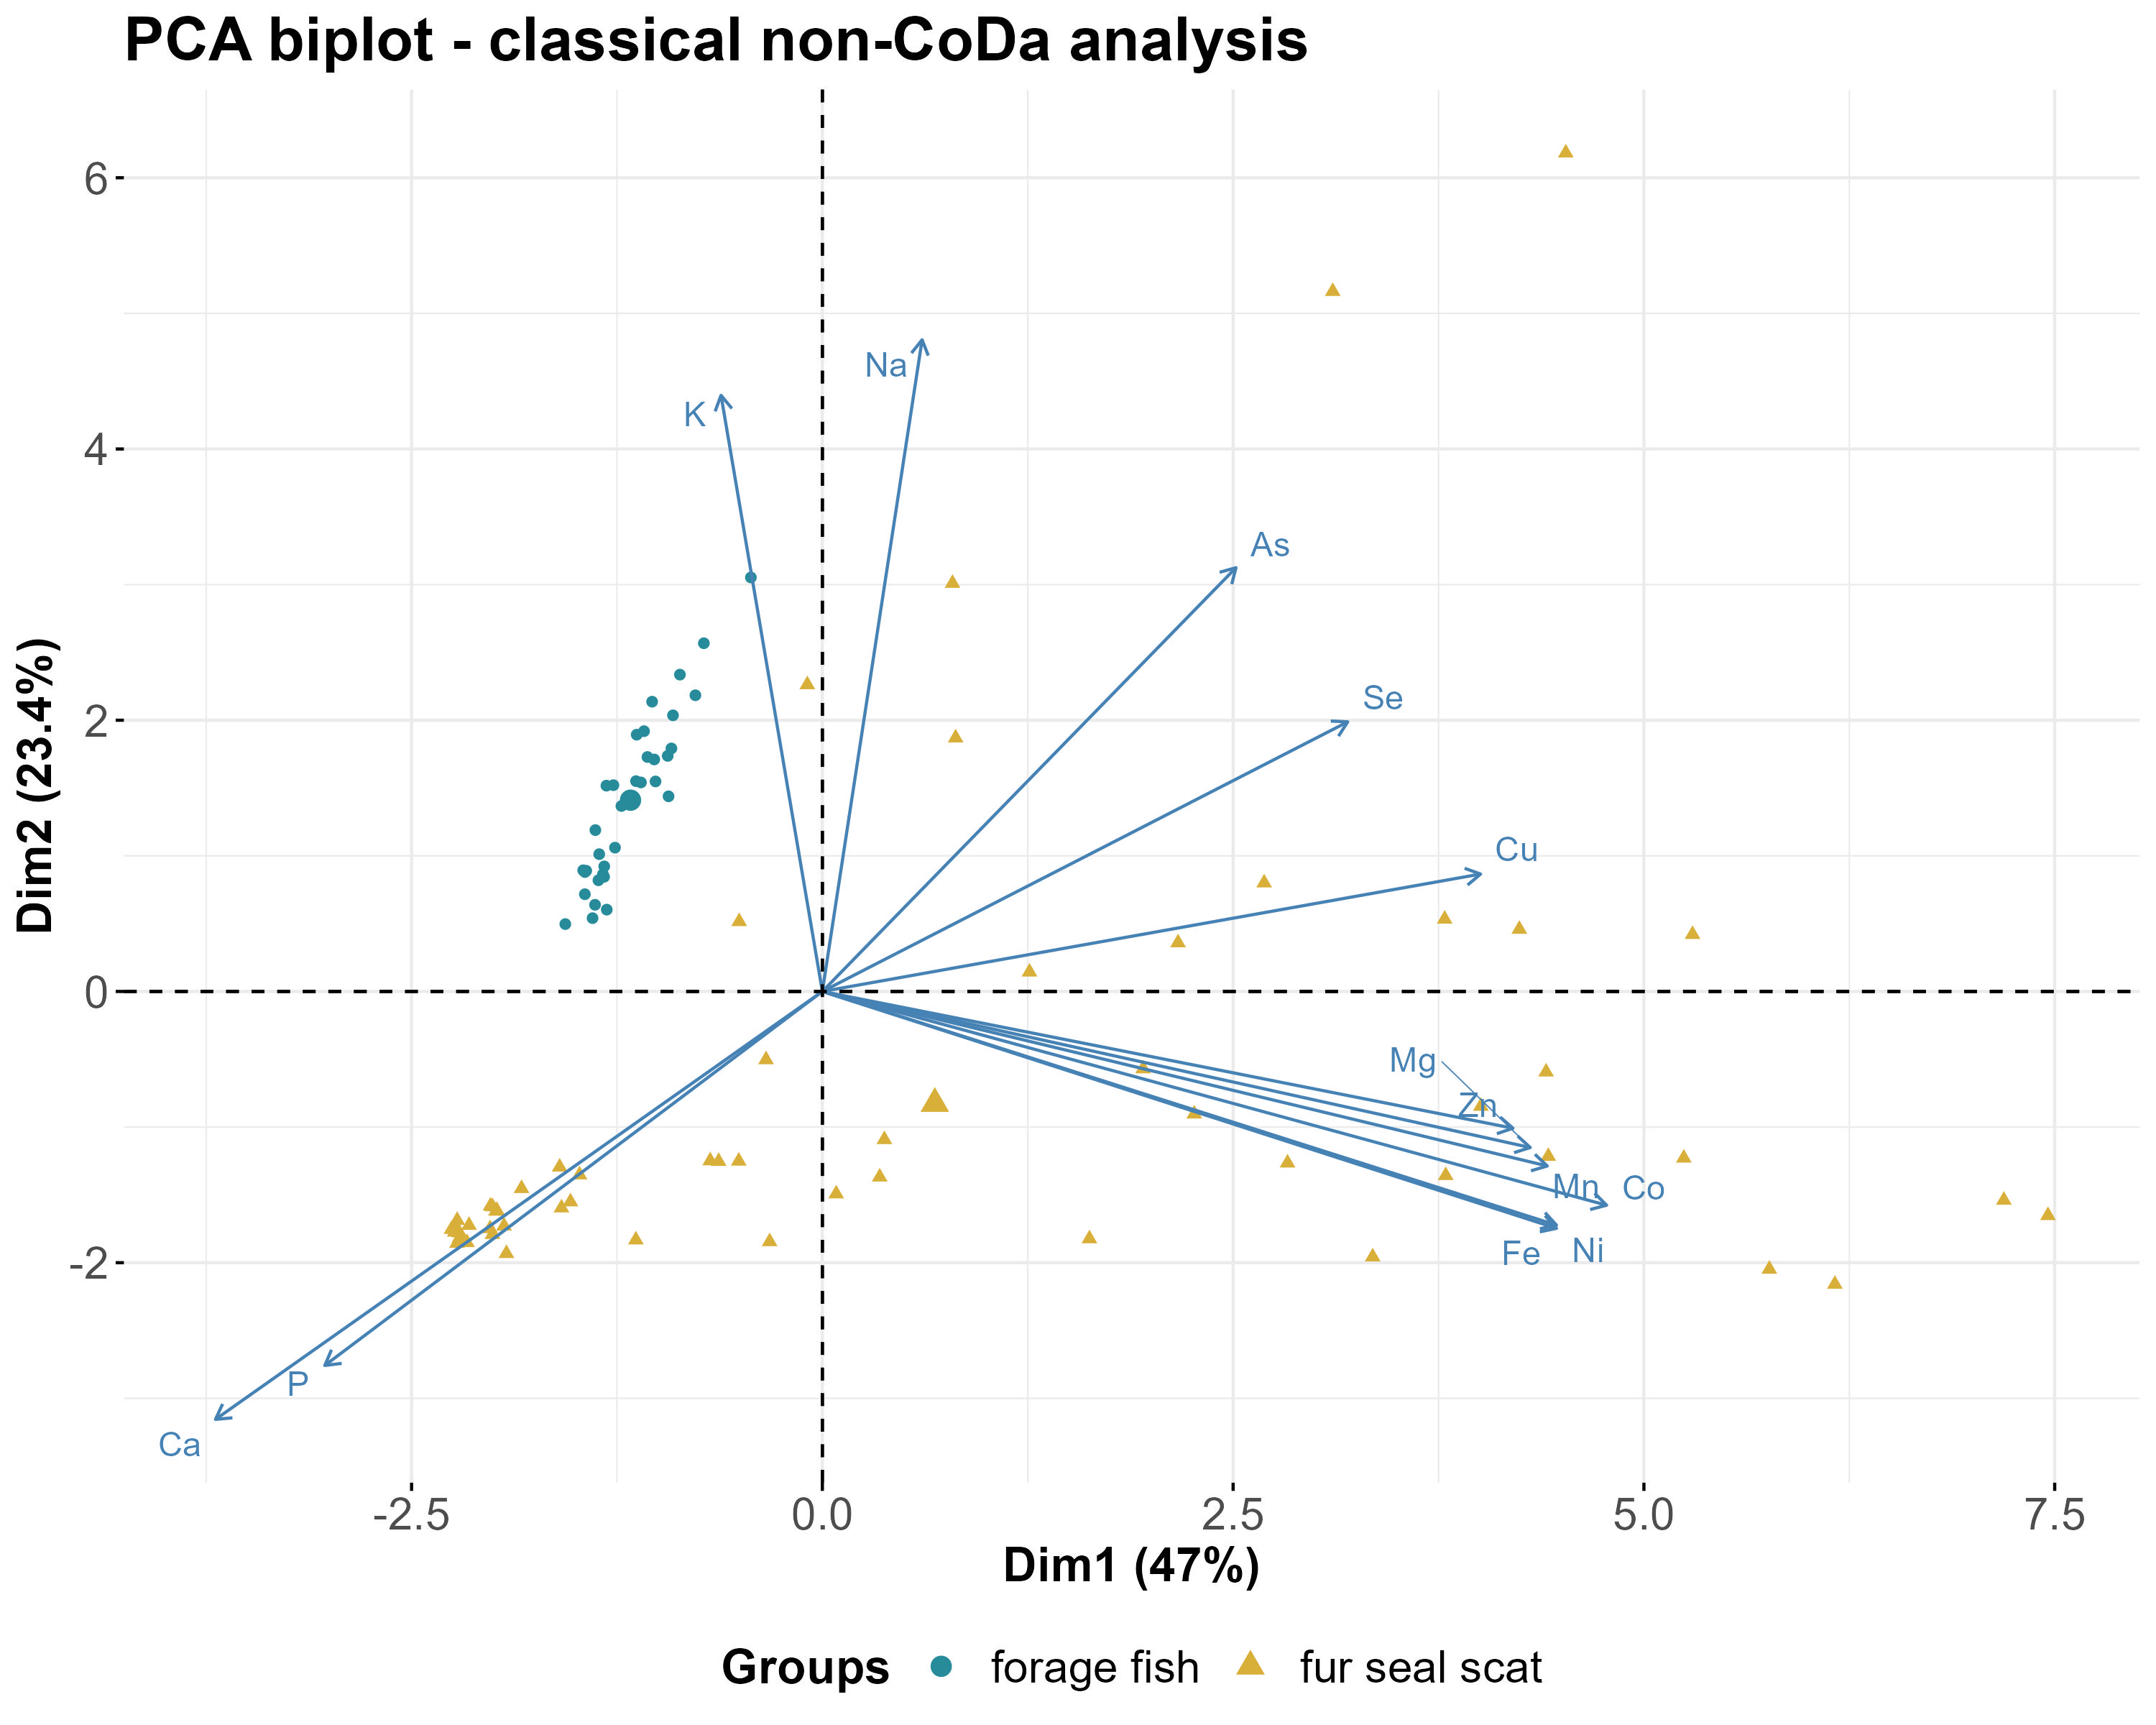 PCA biplot - classical non-CoDa analysis
6
4
2
0
-2
Dim2 (23.4%)
Na
K
As
Se
Cu
Mg
Zn
Mn
Co
Fe
Ni
P
Ca
-2.5
0.0
2.5
5.0
7.5
Dim1 (47%)
Groups
forage fish
fur seal scat